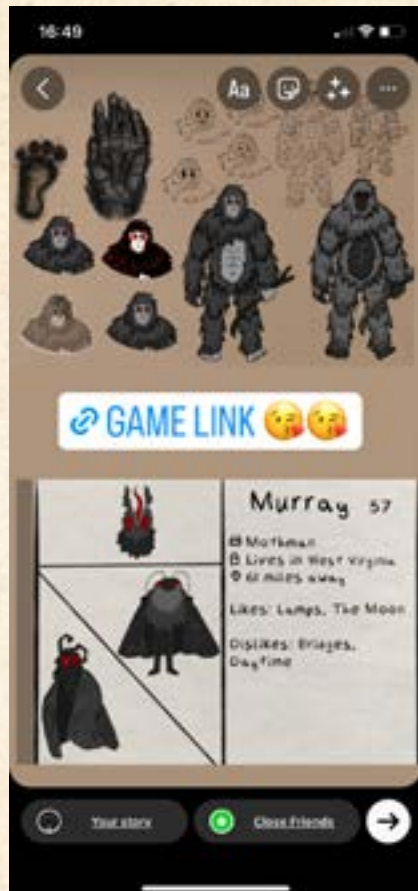 16:49
Aa
GAME LINK
Murray 57
Mothman
Lives in West Virginia
61 miles away
Likes: Lamps, The Moon
Dislikes: Bridges,
Daytime
Your story
Close Friends